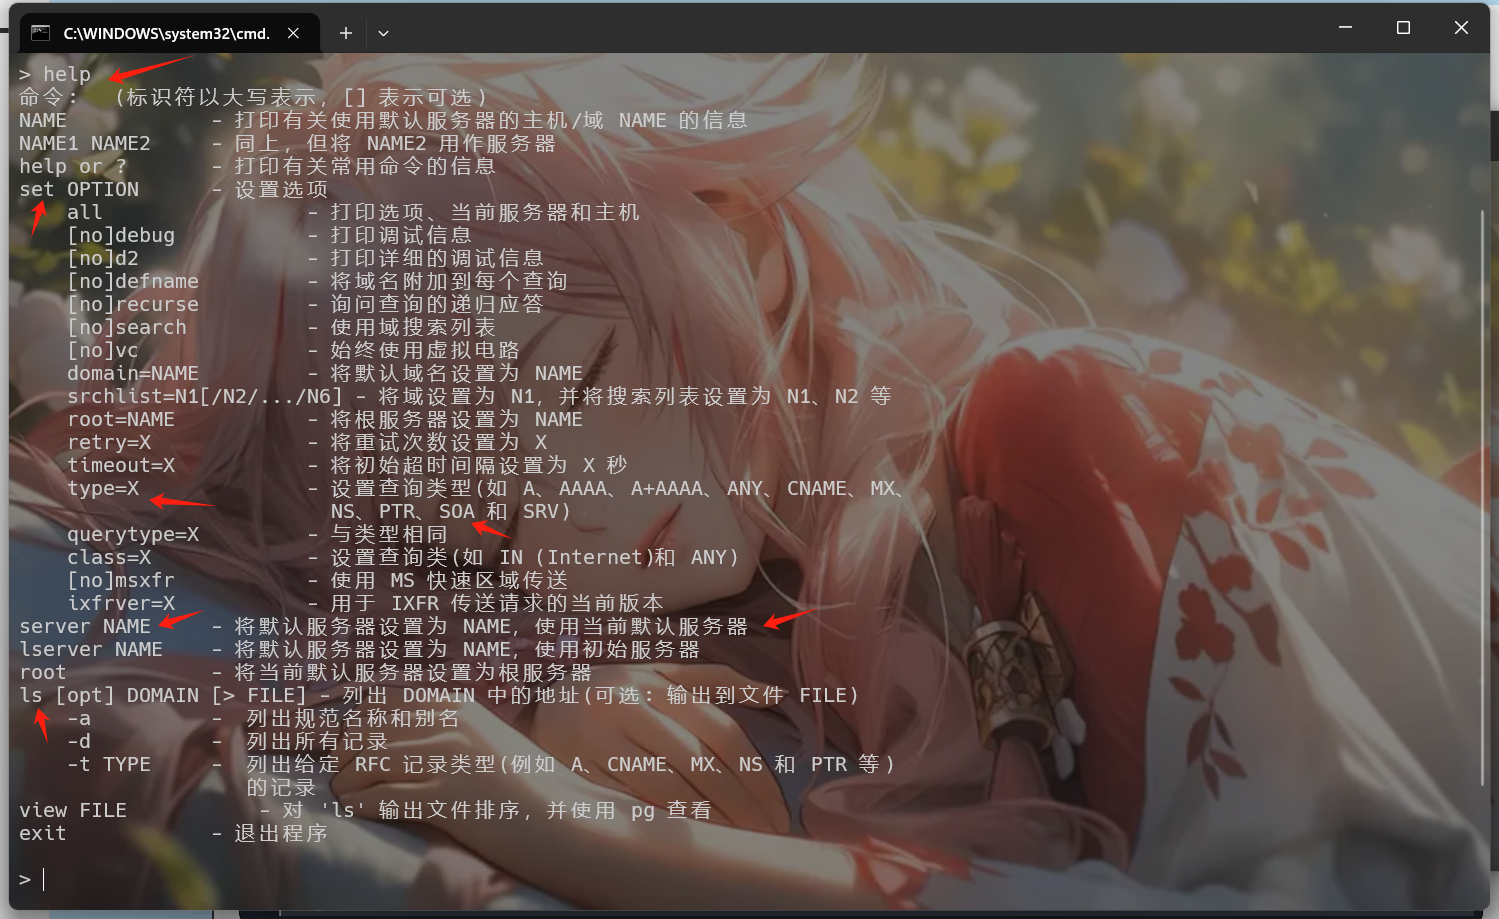 C:\WINDOWS\system32\cmd.
> help
命令: (标识符以大写表示，[] 表示可选)
NAME - 打印有关使用默认服务器的主机/域 NAME 的信息
NAME1 NAME2 - 同上，但将 NAME2 用作服务器
help or ? - 打印有关常用命令的信息
set OPTION - 设置选项
all - 打印选项、当前服务器和主机
[no]debug - 打印调试信息
[no]d2 - 打印详细的调试信息
[no]defname - 将域名附加到每个查询
[no]recurse - 询问查询的递归应答
[no]search - 使用域搜索列表
[no]vc - 始终使用虚拟电路
domain=NAME - 将默认域名设置为 NAME
srchlist=N1[/N2/.../N6] - 将域设置为 N1，并将搜索列表设置为 N1、N2 等
root=NAME - 将根服务器设置为 NAME
retry=X - 将重试次数设置为 X
timeout=X - 将初始超时间隔设置为 X 秒
type=X - 设置查询类型(如 A、AAAA、A+AAAA、ANY、CNAME、MX、
NS、PTR、SOA 和 SRV)
querytype=X - 与类型相同
class=X - 设置查询类(如 IN (Internet)和 ANY)
[no]msxfr - 使用 MS 快速区域传送
ixfrver=X - 用于 IXFR 传送请求的当前版本
server NAME - 将默认服务器设置为 NAME，使用当前默认服务器
lserver NAME - 将默认服务器设置为 NAME，使用初始服务器
root - 将当前默认服务器设置为根服务器
ls [opt] DOMAIN [> FILE] - 列出 DOMAIN 中的地址(可选: 输出到文件 FILE)
-a - 列出规范名称和别名
-d - 列出所有记录
-t TYPE - 列出给定 RFC 记录类型(例如 A、CNAME、MX、NS 和 PTR 等)
的记录
view FILE - 对 'ls' 输出文件排序，并使用 pg 查看
exit - 退出程序
>